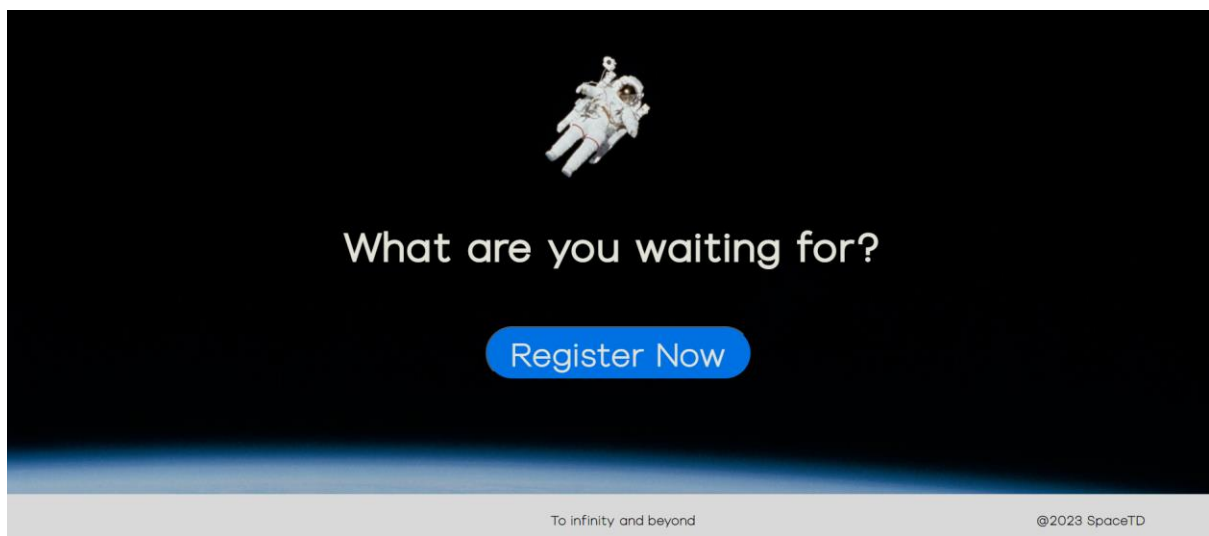 What are you waiting for?
Register Now
To infinity and beyond
@2023 SpaceTD